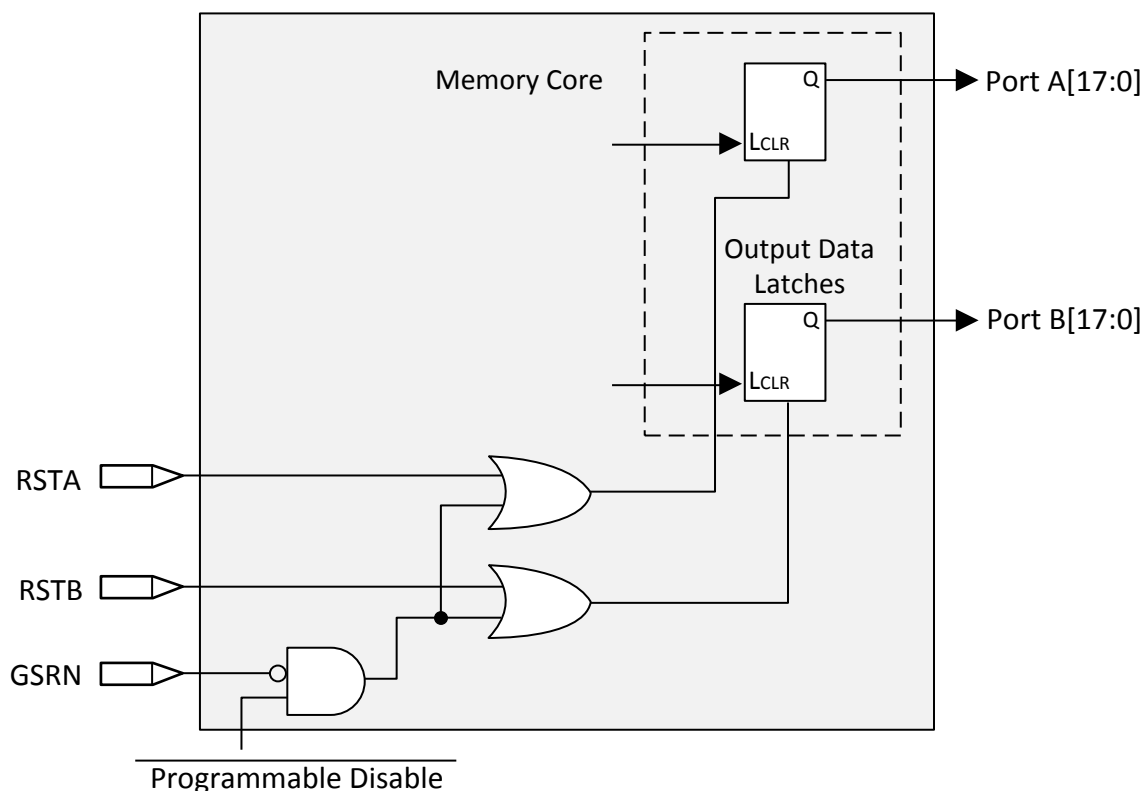 Memory Core
Q
Port A[17:0]
LCLR
Output Data
Latches
Q
Port B[17:0]
LCLR
RSTA
RSTB
GSRN
Programmable Disable